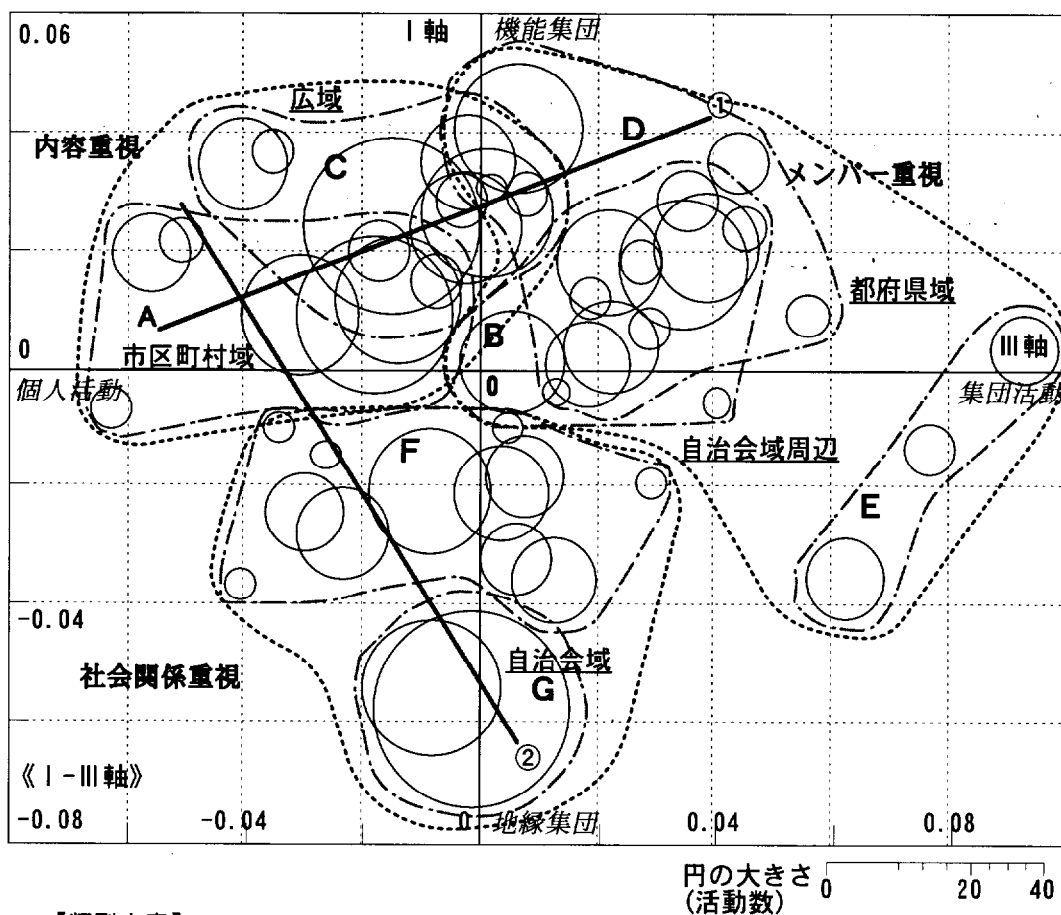 0.06
I 軸
機能集団
広域
①
D
内容重視
C
メンバー重視
都府県域
A
B
III軸
市区町村域
0
個人活動
0
集団活動
F
自治会域周辺
E
-0.04
自治会域
社会関係重視
G
②
《I-III軸》
-0.08
-0.04
0
地縁集団
0.04
0.08
円の大きさ
(活動数)
0
20
40